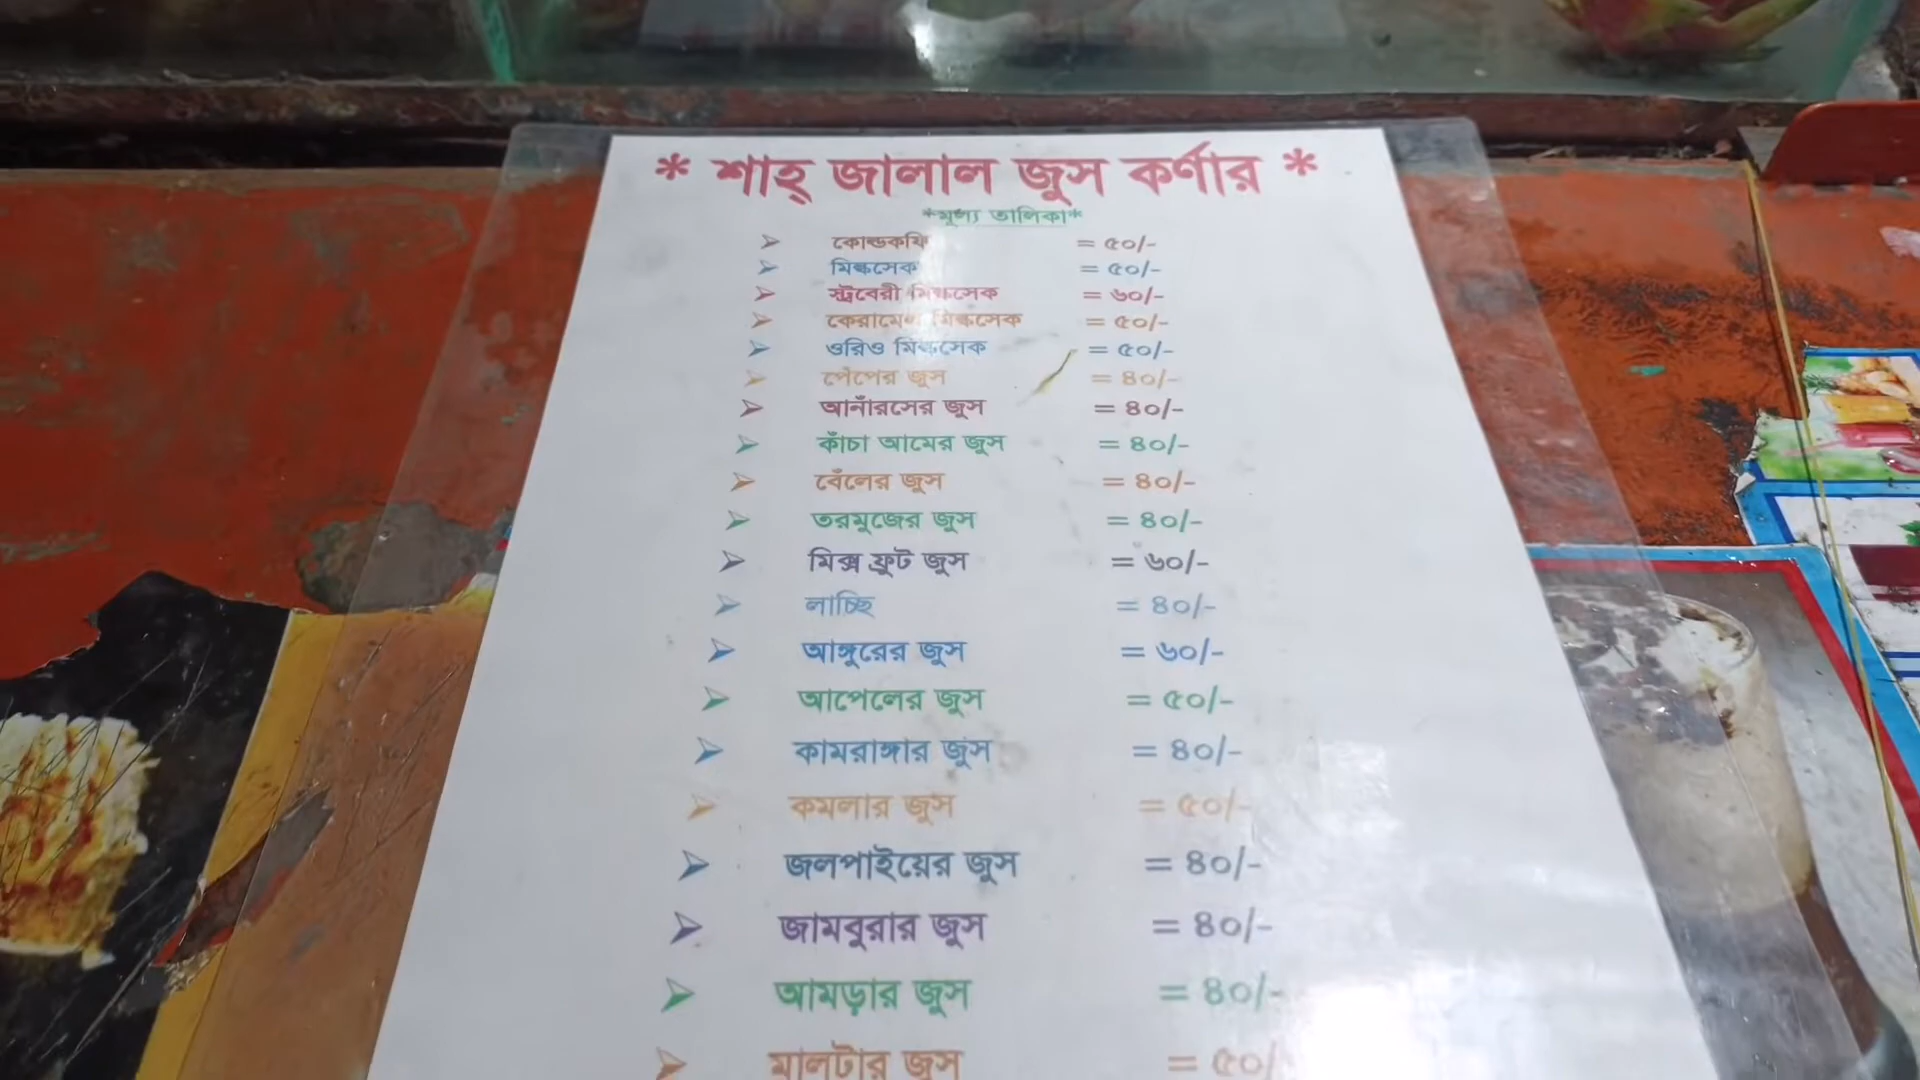 * শাহ্ জালাল জুস কর্ণার *
*মূল্য তালিকা*
➢ কোল্ডকফি = ৫০/-
➢ মিল্কসেক = ৫০/-
➢ স্ট্রবেরী মিল্কসেক = ৬০/-
➢ কেরামেল মিল্কসেক = ৫০/-
➢ ওরিও মিল্কসেক = ৫০/-
➢ পেঁপের জুস = ৪০/-
➢ আনাঁরসের জুস = ৪০/-
➢ কাঁচা আমের জুস = ৪০/-
➢ বেঁলের জুস = ৪০/-
➢ তরমুজের জুস = ৪০/-
➢ মিক্স ফ্রুট জুস = ৬০/-
➢ লাচ্ছি = ৪০/-
➢ আঙ্গুরের জুস = ৬০/-
➢ আপেলের জুস = ৫০/-
➢ কামরাঙ্গার জুস = ৪০/-
➢ কমলার জুস = ৫০/-
➢ জলপাইয়ের জুস = ৪০/-
➢ জামবুরার জুস = ৪০/-
➢ আমড়ার জুস = ৪০/-
➢ মালটার জুস = ৫০/